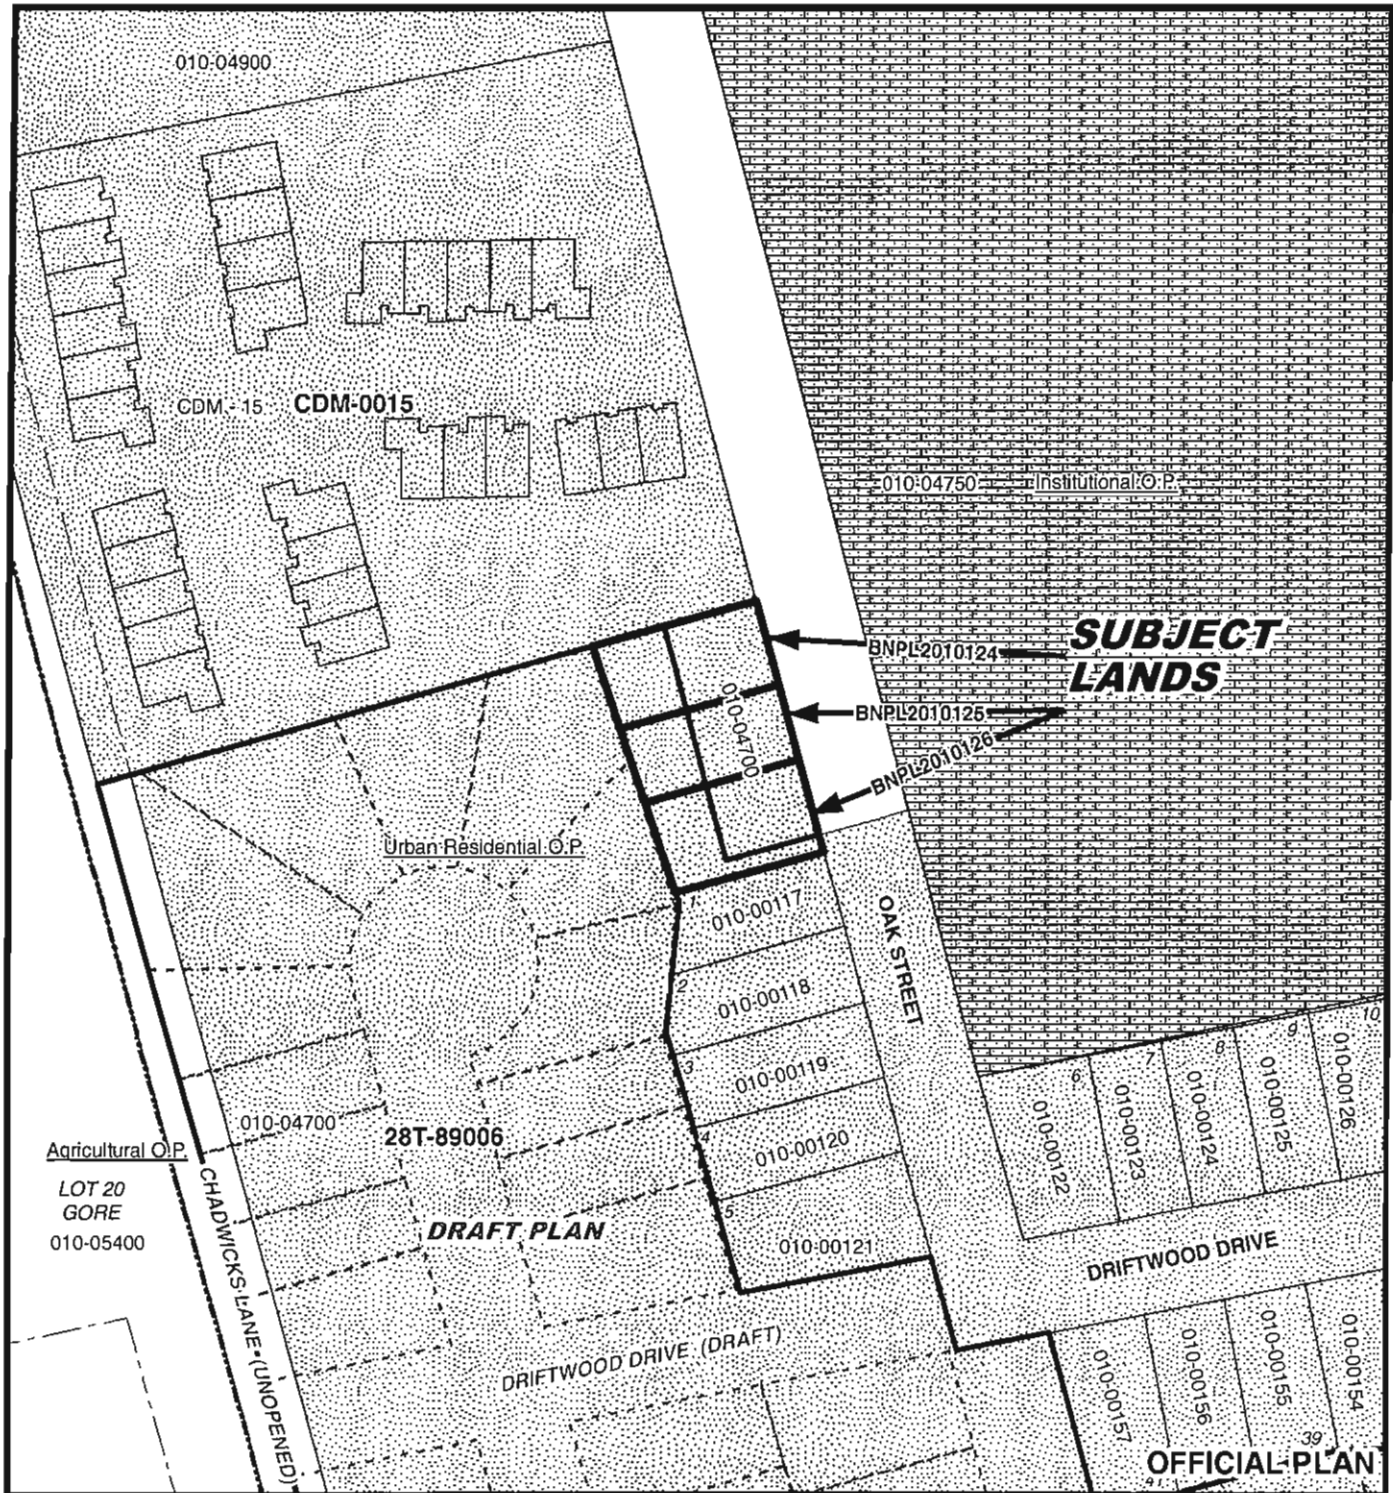 010-04900
CDM - 15
CDM-0015
010-04750
Institutional O.P.
SUBJECT
LANDS
BNPL2010124
BNPL2010125
BNPL2010126
010-04700
Urban Residential O.P.
1
010-00117
OAK STREET
2
010-00118
3
010-00119
4
010-00120
5
010-00121
6
7
8
9
10
010-00122
010-00123
010-00124
010-00125
010-00126
010-04700
28T-89006
Agricultural O.P.
LOT 20
GORE
010-05400
CHADWICKS LANE (UNOPENED)
DRAFT PLAN
DRIFTWOOD DRIVE
DRIFTWOOD DRIVE (DRAFT)
010-00157
010-00156
010-00155
010-00154
39
OFFICIAL PLAN